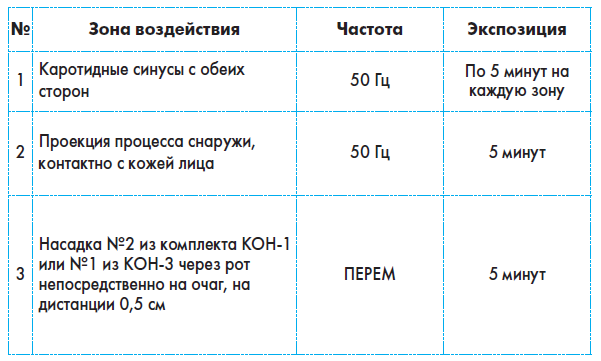 № Зона воздействия Частота Экспозиция
1 Каротидные синусы с обеих сторон 50 Гц По 5 минут на каждую зону
2 Проекция процесса снаружи, контактно с кожей лица 50 Гц 5 минут
3 Насадка №2 из комплекта КОН-1 или №1 из КОН-3 через рот непосредственно на очаг, на дистанции 0,5 см ПЕРЕМ 5 минут